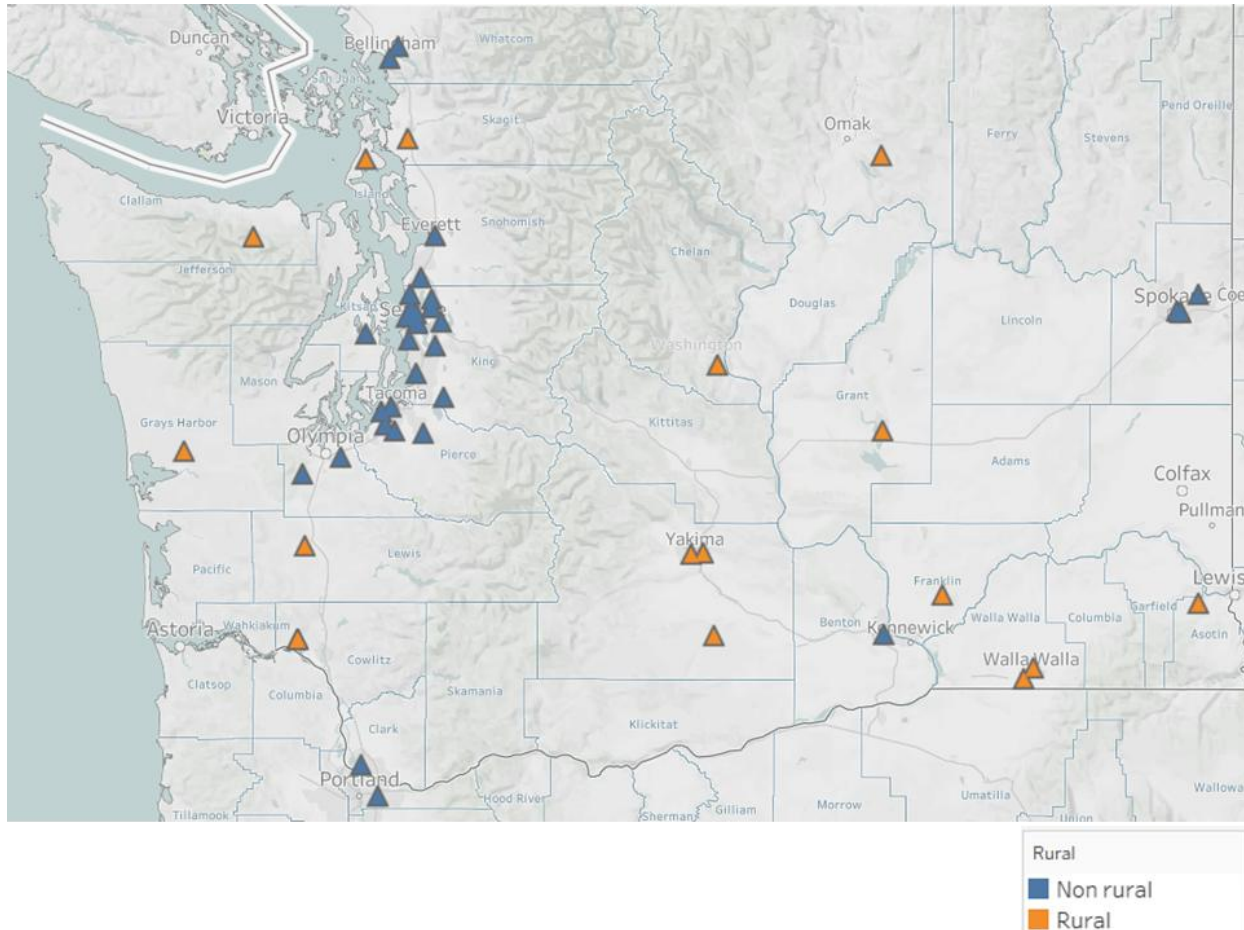 Duncan
Bellingham
Whatcom
San Juan
Victoria
Skagit
Pend Oreille
Omak
Ferry
Stevens
Island
Clallam
Everett
Snohomish
Chelan
Jefferson
Douglas
Spokane
Coe
Kitsap
Lincoln
Washington
King
Mason
Tacoma
Grant
Grays Harbor
Kittitas
Olympia
Pierce
Adams
Colfax
Pullman
Yakima
Lewis
Pacific
Franklin
Lewis
Benton
Walla Walla
Columbia
Garfield
Astoria
Wahkiakum
Kennewick
Asotin
Cowlitz
Walla Walla
Clatsop
Columbia
Skamania
Clark
Klickitat
Portland
Hood River
Umatilla
Wallowa
Tillamook
Sherman
Gilliam
Morrow
Union
Rural
Non rural
Rural